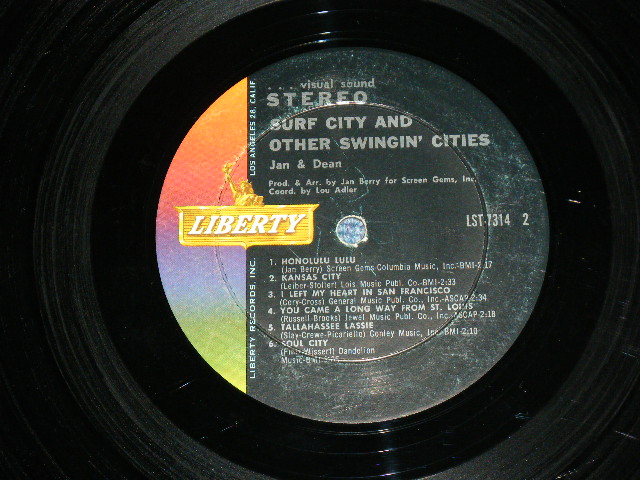 ... visual sound
STEREO
SURF CITY AND
OTHER SWINGIN' CITIES
Jan & Dean
Prod. & Arr. by Jan Berry for Screen Gems, Inc.
Coord. by Lou Adler
LIBERTY
LST-7314 2
1. HONOLULU LULU
(Jan Berry) Screen Gems-Columbia Music, Inc.-BMI-2:17
2. KANSAS CITY
(Leiber-Stoller) Lois Music Publ. Co.-BMI-2:33
3. I LEFT MY HEART IN SAN FRANCISCO
(Cory-Cross) General Music Publ. Co., Inc.-ASCAP-2:34
4. YOU CAME A LONG WAY FROM ST. LOUIS
(Russell-Brooks) Jewel Music Publ. Co., Inc.-ASCAP-2:18
5. TALLAHASSEE LASSIE
(Slay-Crewe-Picariello) Conley Music, Inc.-BMI-2:10
6. SOUL CITY
Dandelion
Music-BMI
LIBERTY RECORDS, INC.
LOS ANGELES 28, CALIF.